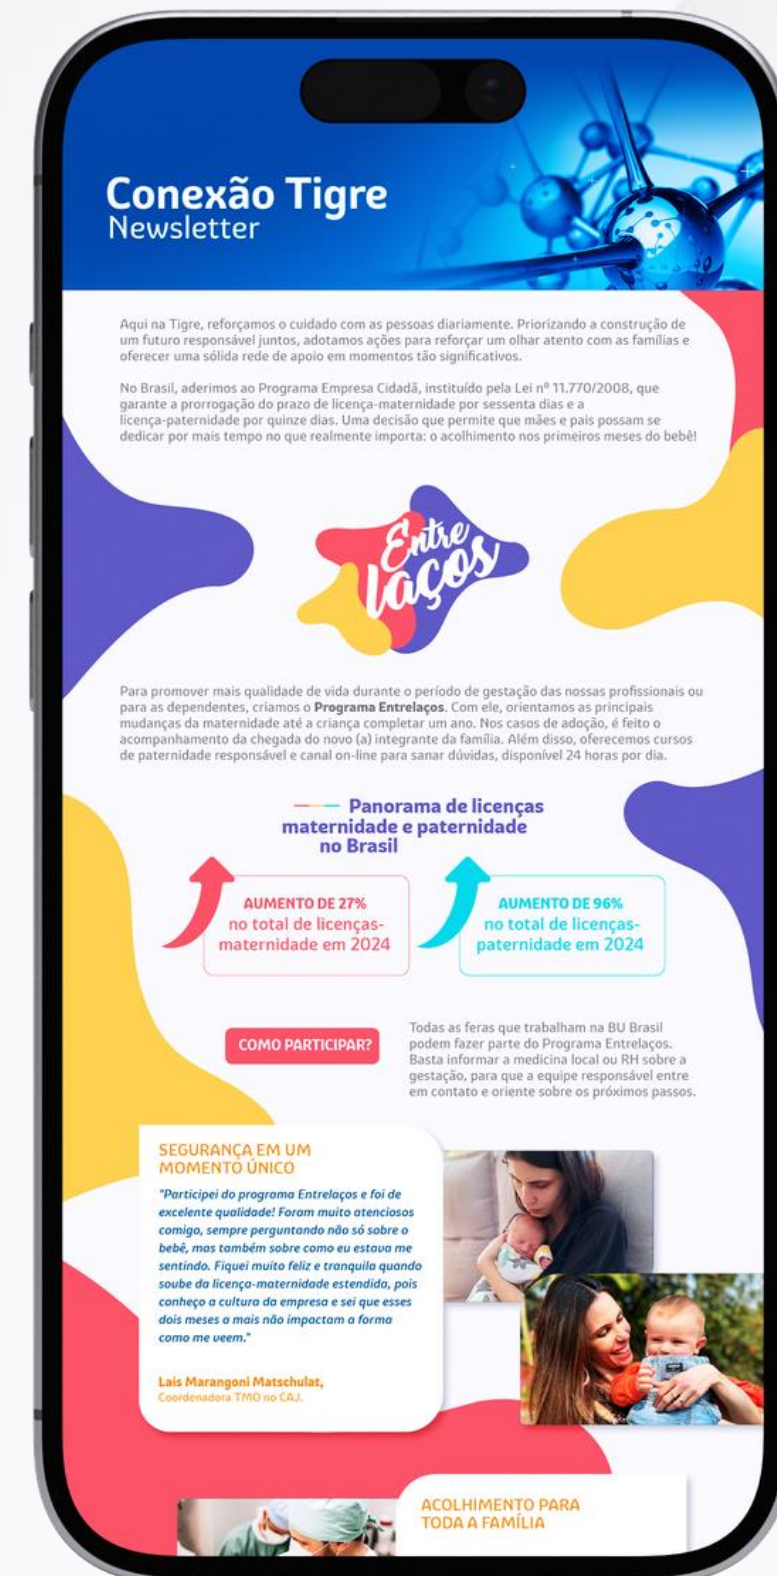 Conexão Tigre
Newsletter
Aqui na Tigre, reforçamos o cuidado com as pessoas diariamente. Priorizando a construção de
um futuro responsável juntos, adotamos ações para reforçar um olhar atento com as famílias e
oferecer uma sólida rede de apoio em momentos tão significativos.
No Brasil, aderimos ao Programa Empresa Cidadã, instituído pela Lei nº 11.770/2008, que
garante a prorrogação do prazo de licença-maternidade por sessenta dias e a
licença-paternidade por quinze dias. Uma decisão que permite que mães e pais possam se
dedicar por mais tempo no que realmente importa: o acolhimento nos primeiros meses do bebê!
Entre
laços
Para promover mais qualidade de vida durante o período de gestação das nossas profissionais ou
para as dependentes, criamos o Programa Entrelaços. Com ele, orientamos as principais
mudanças da maternidade até a criança completar um ano. Nos casos de adoção, é feito o
acompanhamento da chegada do novo (a) integrante da família. Além disso, oferecemos cursos
de paternidade responsável e canal on-line para sanar dúvidas, disponível 24 horas por dia.
Panorama de licenças
maternidade e paternidade
no Brasil
AUMENTO DE 27%
no total de licenças-
maternidade em 2024
AUMENTO DE 96%
no total de licenças-
paternidade em 2024
COMO PARTICIPAR?
Todas as feras que trabalham na BU Brasil
podem fazer parte do Programa Entrelaços.
Basta informar a medicina local ou RH sobre a
gestação, para que a equipe responsável entre
em contato e oriente sobre os próximos passos.
SEGURANÇA EM UM
MOMENTO ÚNICO
"Participei do programa Entrelaços e foi de
excelente qualidade! Foram muito atenciosos
comigo, sempre perguntando não só sobre o
bebê, mas também sobre como eu estava me
sentindo. Fiquei muito feliz e tranquila quando
soube da licença-maternidade estendida, pois
conheço a cultura da empresa e sei que esses
dois meses a mais não impactam a forma
como me veem."
Laís Marangoni Matschulat,
Coordenadora TMO no CAJ.
ACOLHIMENTO PARA
TODA A FAMÍLIA